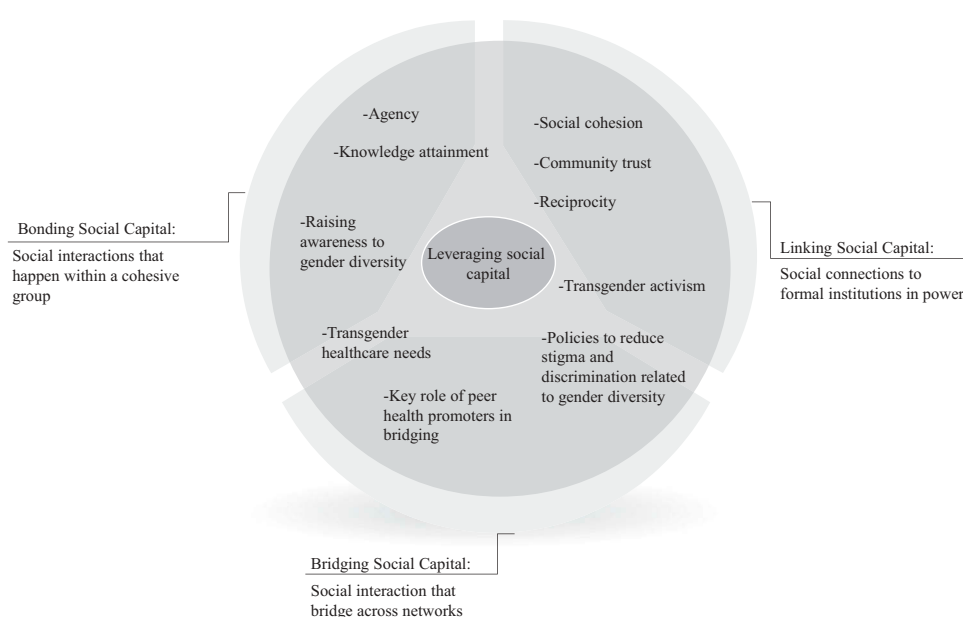 -Agency
-Knowledge attainment
-Raising
awareness to
gender diversity
-Social cohesion
-Community trust
-Reciprocity
Leveraging social
capital
-Transgender activism
-Transgender
healthcare needs
-Key role of peer
health promoters in
bridging
-Policies to reduce
stigma and
discrimination related
to gender diversity
Bonding Social Capital:
Social interactions that
happen within a cohesive
group
Linking Social Capital:
Social connections to
formal institutions in power
Bridging Social Capital:
Social interaction that
bridge across networks